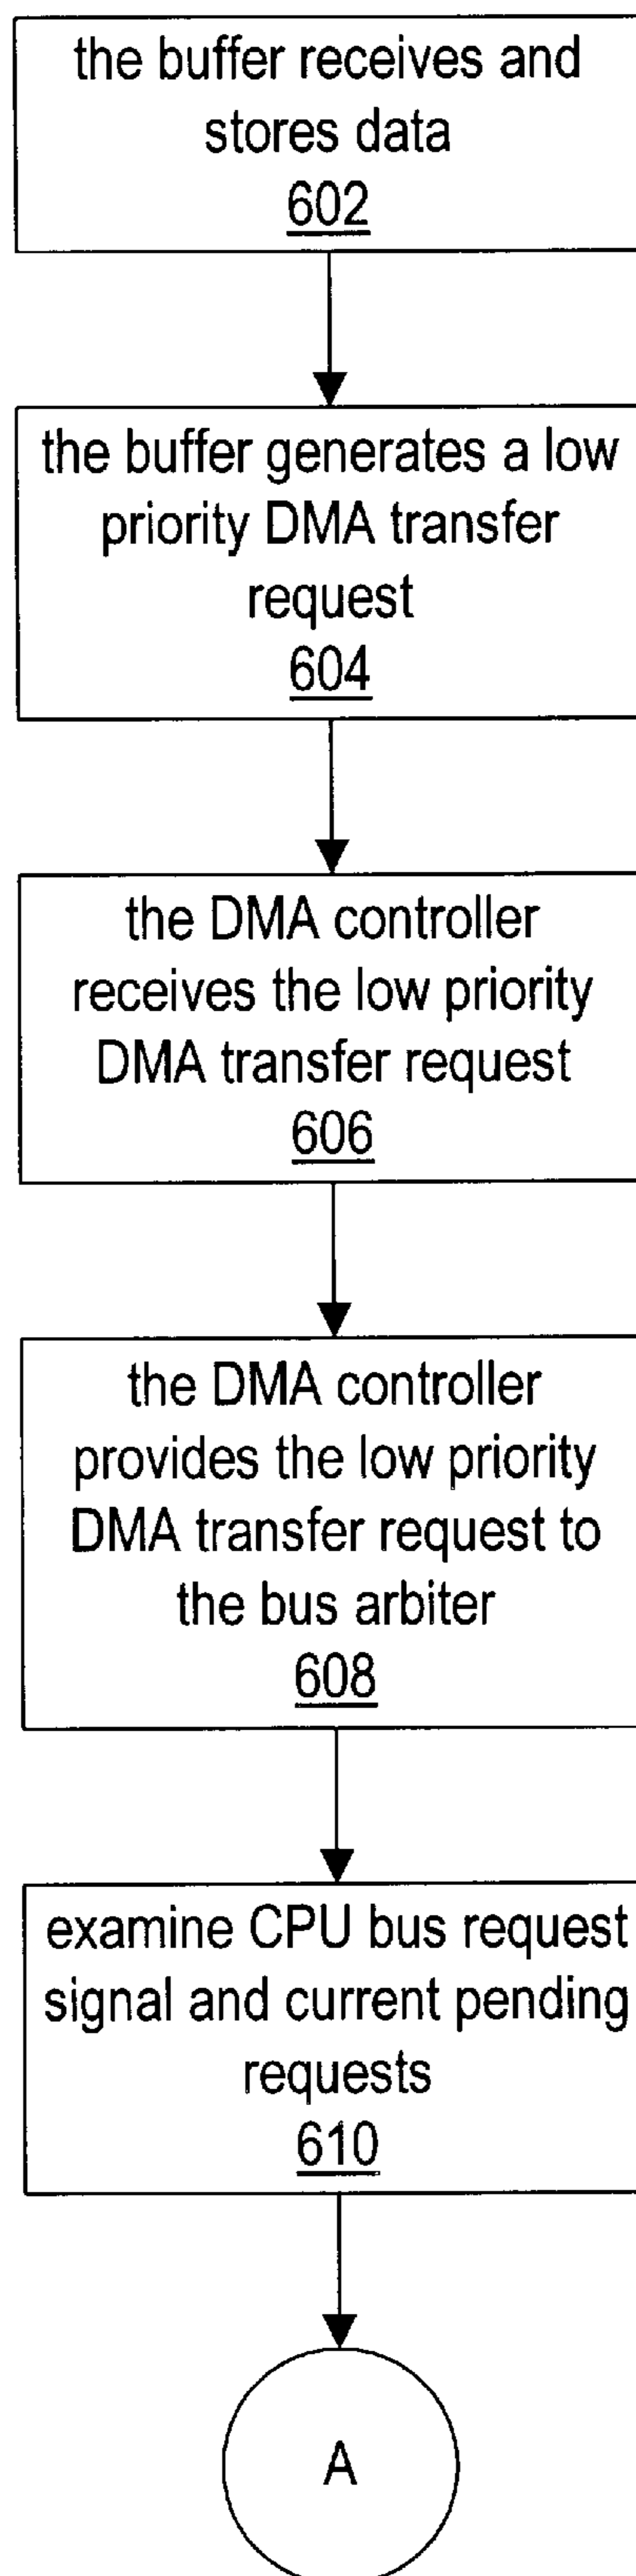 the buffer receives and
stores data
602
the buffer generates a low
priority DMA transfer
request
604
the DMA controller
receives the low priority
DMA transfer request
606
the DMA controller
provides the low priority
DMA transfer request to
the bus arbiter
608
examine CPU bus request
signal and current pending
requests
610
A